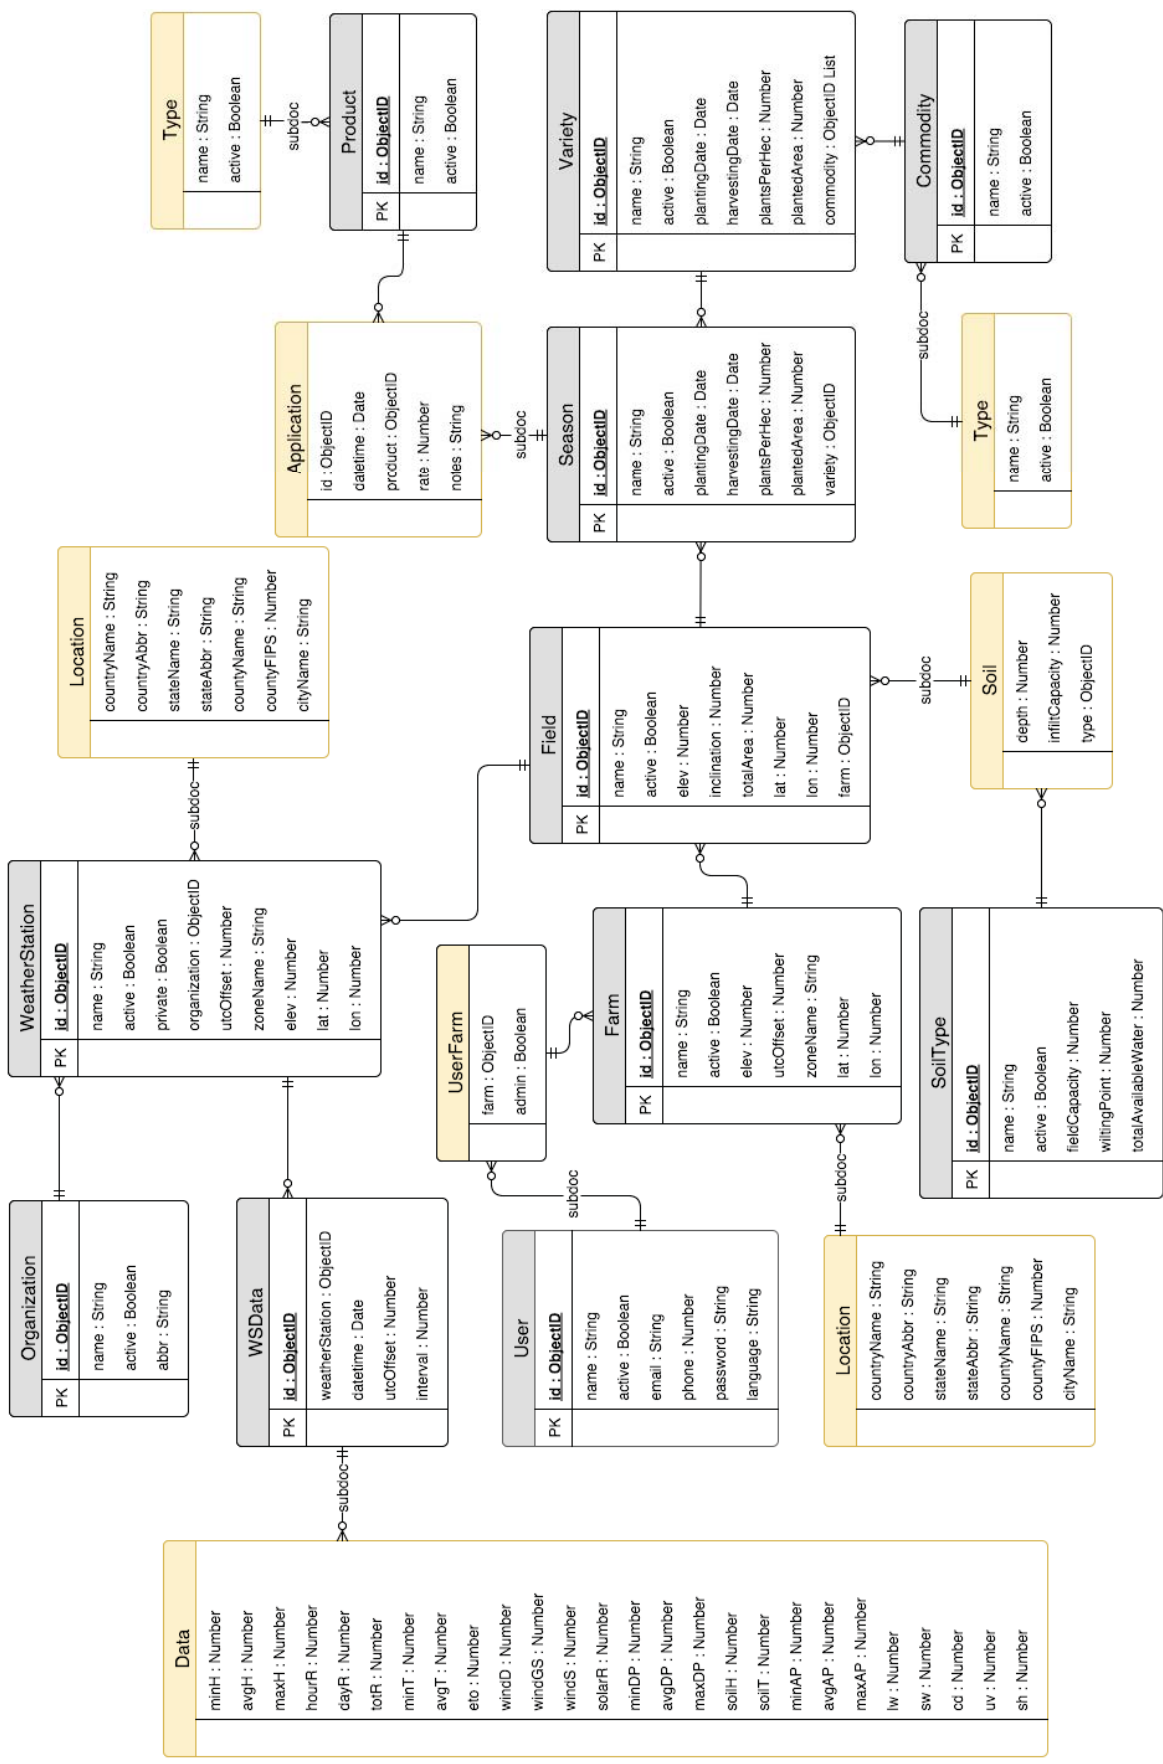 Data
minH : Number
avgH : Number
maxH : Number
hourR : Number
dayR : Number
totR : Number
minT : Number
avgT : Number
eto : Number
windD : Number
windGS : Number
windS : Number
solarR : Number
minDP : Number
avgDP : Number
maxDP : Number
soilH : Number
soilT : Number
minAP : Number
avgAP : Number
maxAP : Number
lw : Number
sw : Number
cd : Number
uv : Number
sh : Number
subdoc
Organization
PK
id : ObjectID
name : String
active : Boolean
abbr : String
WSData
PK
id : ObjectID
weatherStation : ObjectID
datetime : Date
utcOffset : Number
interval : Number
User
PK
id : ObjectID
name : String
active : Boolean
email : String
phone : Number
password : String
language : String
subdoc
Location
countryName : String
countryAbbr : String
stateName : String
stateAbbr : String
countyName : String
countyFIPS : Number
cityName : String
subdoc
WeatherStation
PK
id : ObjectID
name : String
active : Boolean
private : Boolean
organization : ObjectID
utcOffset : Number
zoneName : String
elev : Number
lat : Number
lon : Number
UserFarm
farm : ObjectID
admin : Boolean
Farm
PK
id : ObjectID
name : String
active : Boolean
elev : Number
utcOffset : Number
zoneName : String
lat : Number
lon : Number
SoilType
PK
id : ObjectID
name : String
active : Boolean
fieldCapacity : Number
wiltingPoint : Number
totalAvailableWater : Number
subdoc
Location
countryName : String
countryAbbr : String
stateName : String
stateAbbr : String
countyName : String
countyFIPS : Number
cityName : String
Field
PK
id : ObjectID
name : String
active : Boolean
elev : Number
inclination : Number
totalArea : Number
lat : Number
lon : Number
farm : ObjectID
subdoc
Soil
depth : Number
infiltCapacity : Number
type : ObjectID
Application
id : ObjectID
datetime : Date
product : ObjectID
rate : Number
noles : String
subdoc
Season
PK
id : ObjectID
name : String
active : Boolean
plantingDate : Date
harvestingDate : Date
plantsPerHec : Number
plantedArea : Number
variety : ObjectID
Type
name : String
active : Boolean
subdoc
Type
name : String
active : Boolean
subdoc
Product
PK
id : ObjectID
name : String
active : Boolean
Variety
PK
id : ObjectID
name : String
active : Boolean
plantingDate : Date
harvestingDate : Date
plantsPerHec : Number
plantedArea : Number
commodity : ObjectID List
Commodity
PK
id : ObjectID
name : String
active : Boolean